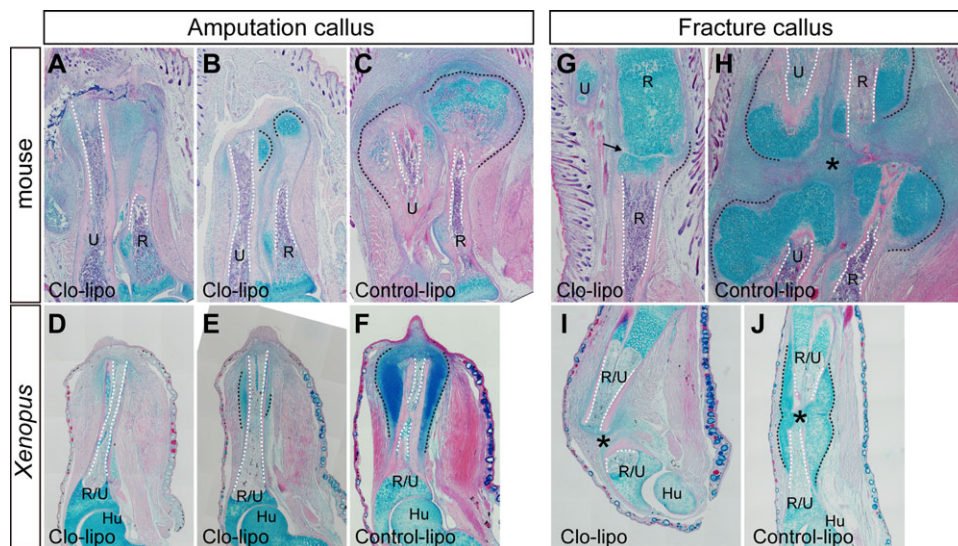 Amputation callus
Fracture callus
mouse
A
B
C
G
H
U
R
U
R
U
R
U
R
R
U
R
U
R
Clo-lipo
Clo-lipo
Control-lipo
Clo-lipo
Control-lipo
*
Xenopus
D
E
F
I
J
R/U
Hu
R/U
Hu
R/U
Hu
R/U
*
R/U
Hu
R/U
*
R/U
Hu
Clo-lipo
Clo-lipo
Control-lipo
Clo-lipo
Control-lipo